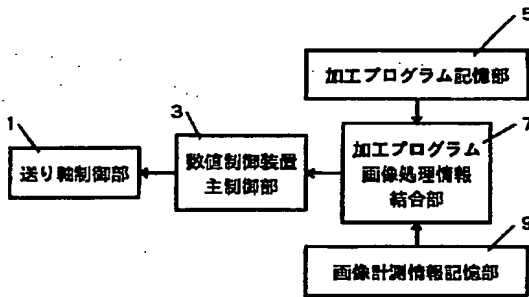 5
加工プログラム記憶部
3
7
1
加工プログラム
画像処理情報
結合部
数値制御装置
主制御部
送り軸制御部
9
画像計測情報記憶部